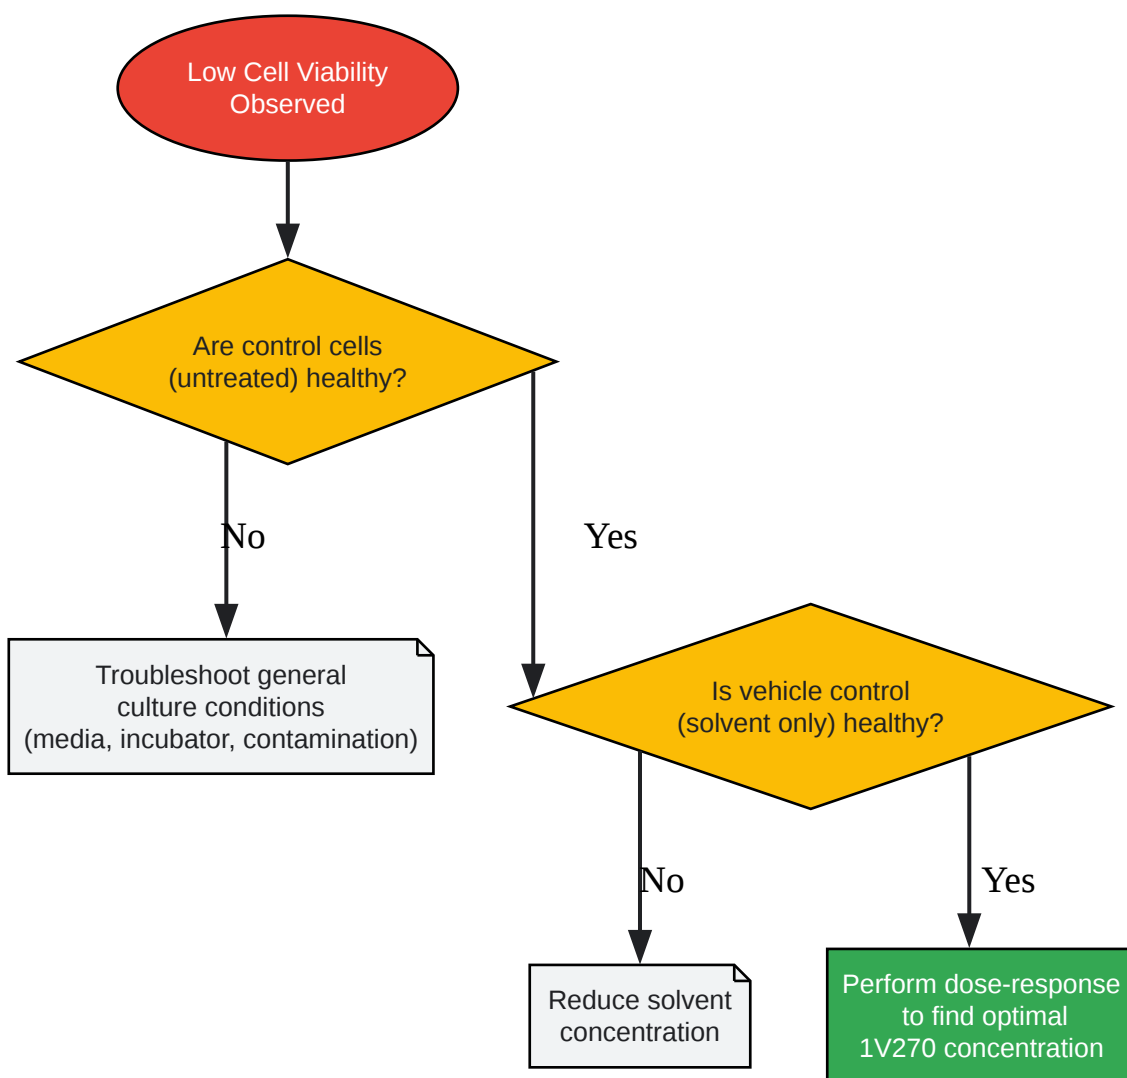 Low Cell Viability
Observed
Are control cells
(untreated) healthy?
No
Yes
Troubleshoot general
culture conditions
(media, incubator, contamination)
Is vehicle control
(solvent only) healthy?
No
Yes
Reduce solvent
concentration
Perform dose-response
to find optimal
1V270 concentration